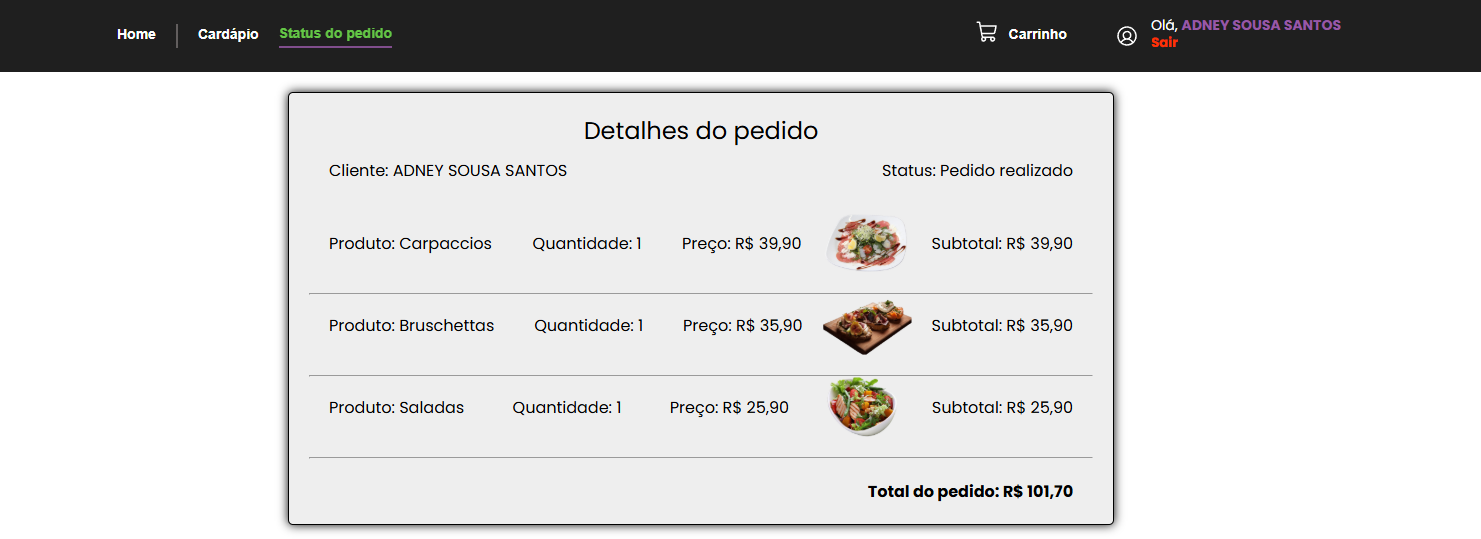 Home Cardápio Status do pedido Carrinho Olá, ADNEY SOUSA SANTOS
Sair
Detalhes do pedido
Cliente: ADNEY SOUSA SANTOS Status: Pedido realizado
Produto: Carpaccios Quantidade: 1 Preço: R$ 39,90 Subtotal: R$ 39,90
Produto: Bruschettas Quantidade: 1 Preço: R$ 35,90 Subtotal: R$ 35,90
Produto: Saladas Quantidade: 1 Preço: R$ 25,90 Subtotal: R$ 25,90
Total do pedido: R$ 101,70